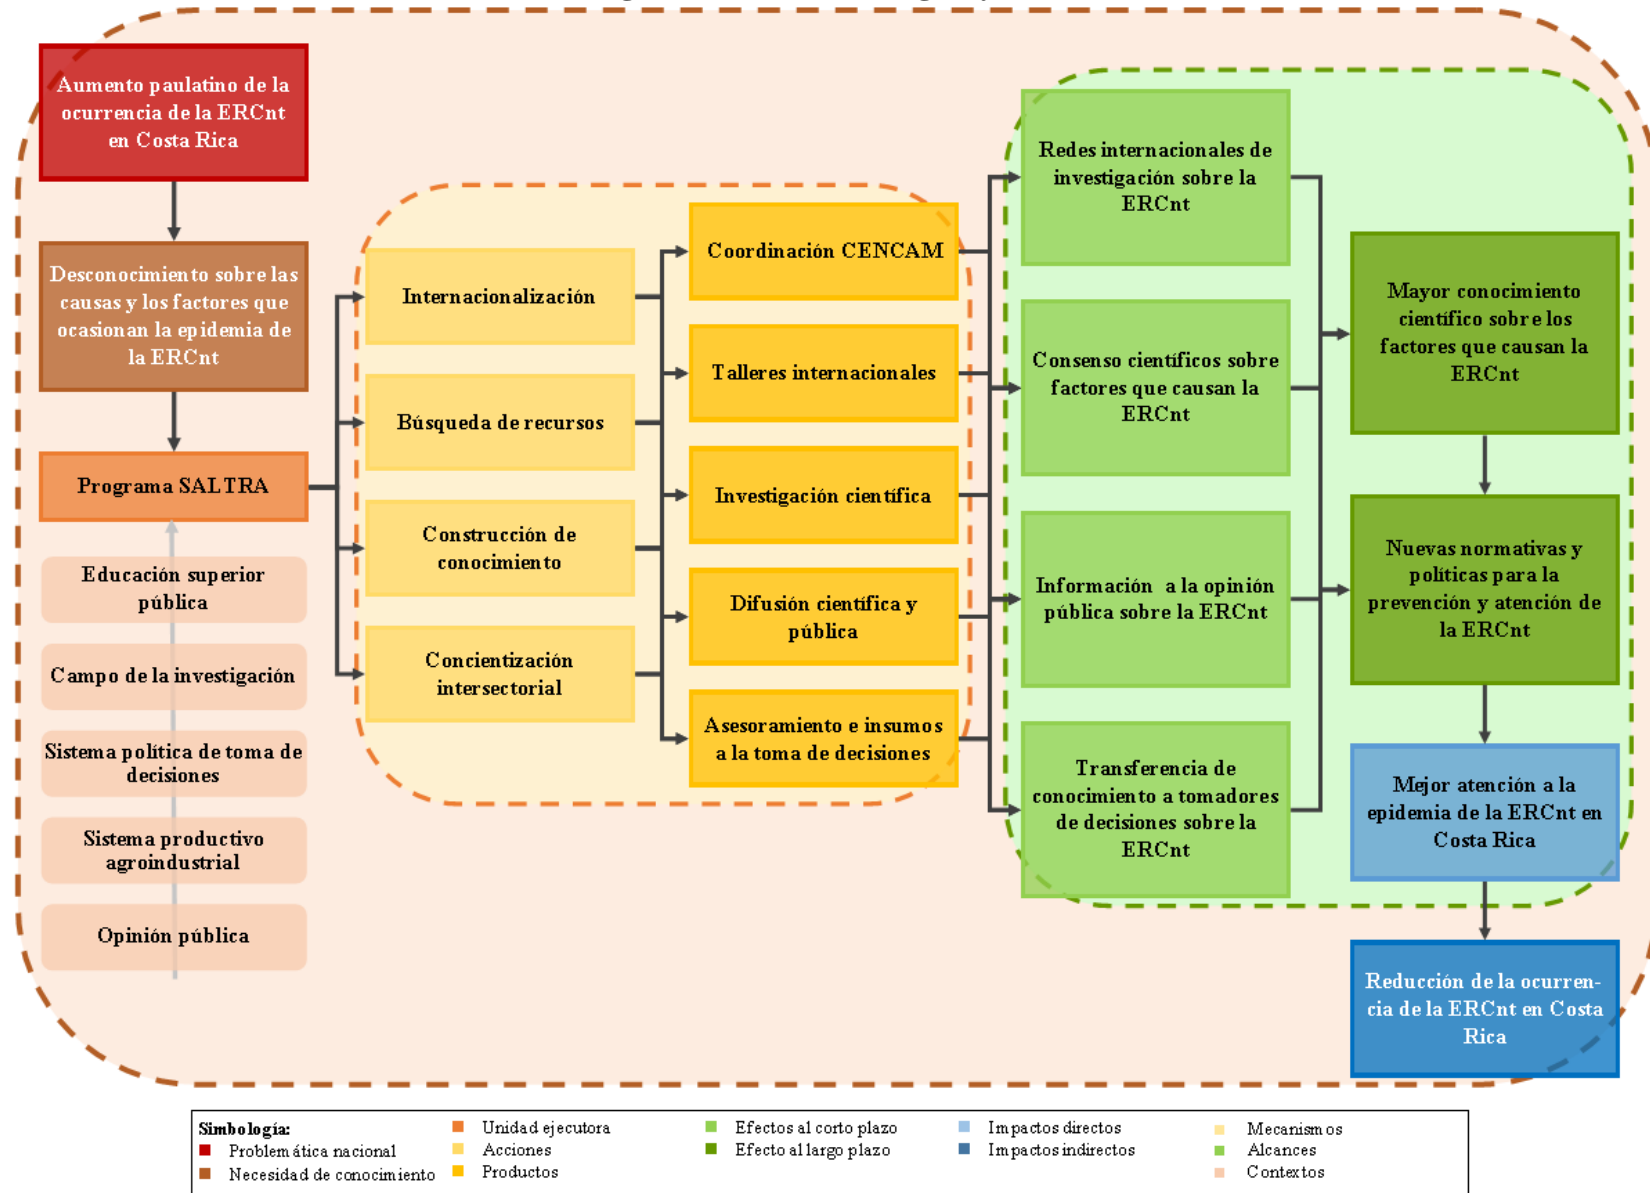 Aumento paulatino de la
ocurrencia de la ERCnt
en Costa Rica
Desconocimiento sobre las
causas y los factores que
ocasionan la epidemia de
la ERCnt
Programa SALTRA
Educación superior
pública
Campo de la investigación
Sistema política de toma de
decisiones
Sistema productivo
agroindustrial
Opinión pública
Internacionalización
Búsqueda de recursos
Construcción de
conocimiento
Concientización
intersectorial
Coordinación CENCAM
Talleres internacionales
Investigación científica
Difusión científica y
pública
Asesoramiento e insumos
a la toma de decisiones
Redes internacionales de
investigación sobre la
ERCnt
Consenso científicos sobre
factores que causan la
ERCnt
Información a la opinión
pública sobre la ERCnt
Transferencia de
conocimiento a tomadores
de decisiones sobre la
ERCnt
Mayor conocimiento
científico sobre los
factores que causan la
ERCnt
Nuevas normativas y
políticas para la
prevención y atención de
la ERCnt
Mejor atención a la
epidemia de la ERCnt en
Costa Rica
Reducción de la ocurren-
cia de la ERCnt en Costa
Rica
Simbología:
Problemática nacional
Necesidad de conocimiento
Unidad ejecutora
Acciones
Productos
Efectos al corto plazo
Efecto al largo plazo
Impactos directos
Impactos indirectos
Mecanismos
Alcances
Contextos